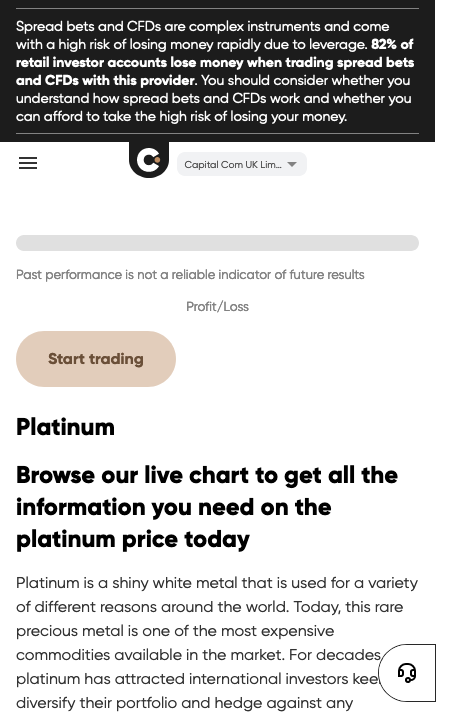 Spread bets and CFDs are complex instruments and come
with a high risk of losing money rapidly due to leverage. 82% of
retail investor accounts lose money when trading spread bets
and CFDs with this provider. You should consider whether you
understand how spread bets and CFDs work and whether you
can afford to take the high risk of losing your money.
Capital Com UK Lim...
Past performance is not a reliable indicator of future results
Profit/Loss
Start trading
Platinum
Browse our live chart to get all the
information you need on the
platinum price today
Platinum is a shiny white metal that is used for a variety
of different reasons around the world. Today, this rare
precious metal is one of the most expensive
commodities available in the market. For decades
platinum has attracted international investors
diversify their portfolio and hedge against any